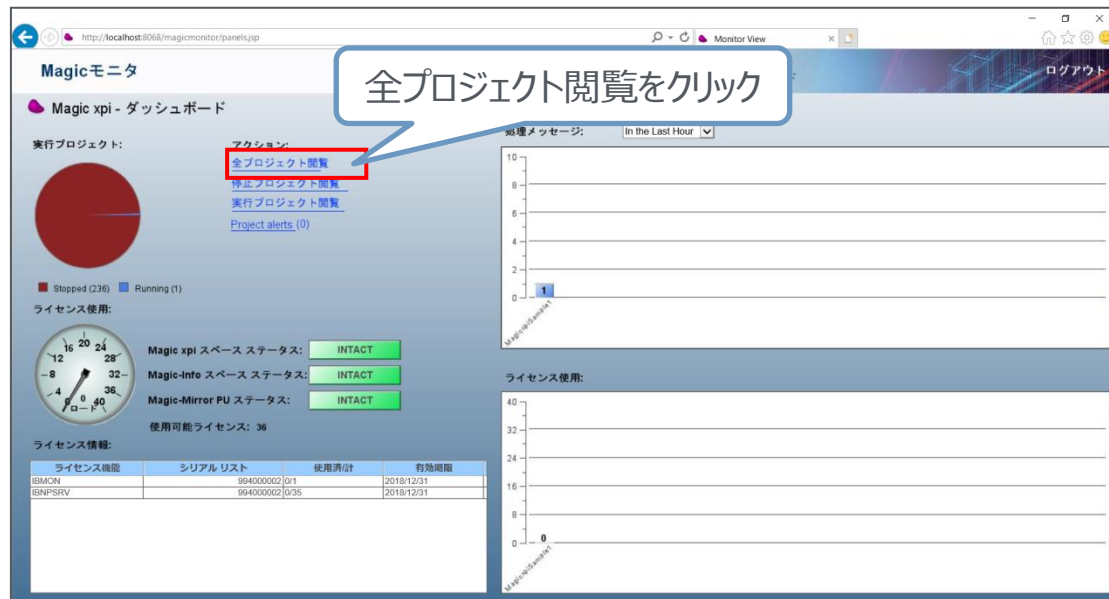 http://localhost:8068/magicmonitor/panels.jsp
Monitor View
Magicモニタ
ログアウト
全プロジェクト閲覧をクリック
Magic xpi - ダッシュボード
実行プロジェクト:
アクション:
全プロジェクト閲覧
停止プロジェクト閲覧
実行プロジェクト閲覧
Project alerts (0)
Stopped (236)
Running (1)
ライセンス使用:
0 4 8 12 16 20 24 28 32 36 40
0
ロード
Magic xpi スペース ステータス: INTACT
Magic-Info スペース ステータス: INTACT
Magic-Mirror PU ステータス: INTACT
使用可能ライセンス: 36
ライセンス情報:
ライセンス機能 シリアル リスト 使用済/計 有効期限
IBMON 994000002 0/1 2018/12/31
IBNPSRV 994000002 0/35 2018/12/31
処理メッセージ: In the Last Hour
10
8
6
4
2
0
1
MagicxpiSample1
ライセンス使用:
40
32
24
16
8
0
0
MagicxpiSample1